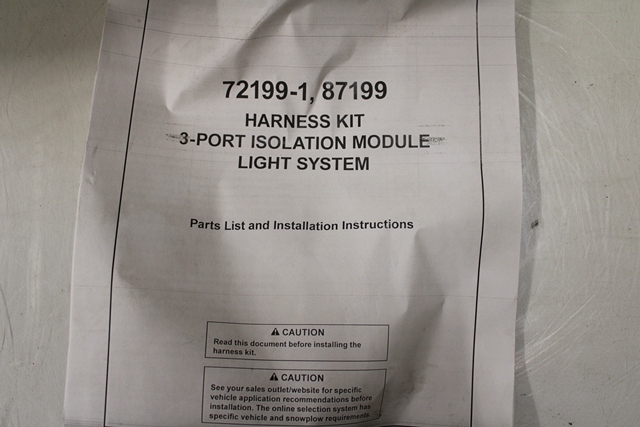 72199-1, 87199
HARNESS KIT
3-PORT ISOLATION MODULE
LIGHT SYSTEM
Parts List and Installation Instructions
⚠ CAUTION
Read this document before installing the
harness kit.
⚠ CAUTION
See your sales outlet/website for specific
vehicle application recommendations before
installation. The online selection system has
specific vehicle and snowplow requirements.